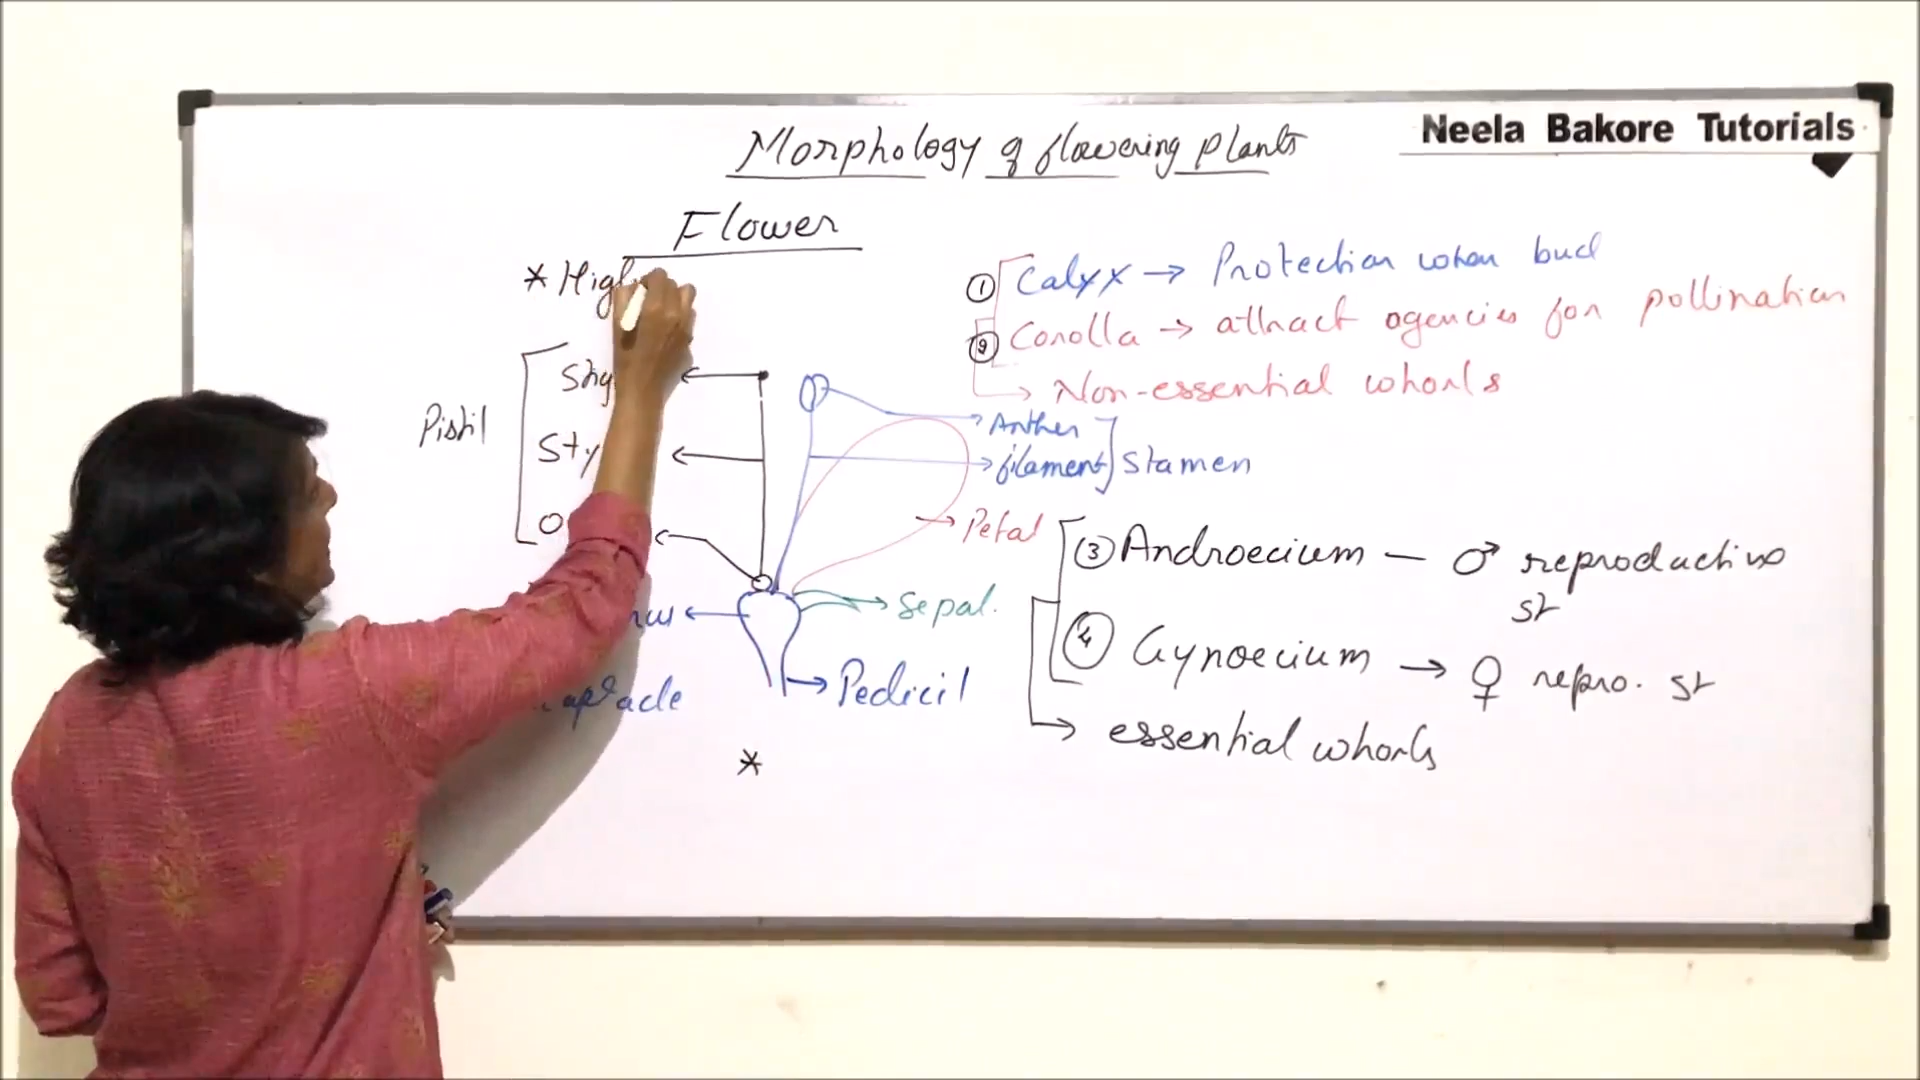 Neela Bakore Tutorials
Morphology of flowering plants
Flower
* High
① Calyx → Protection when bud
② Corolla → attract agencies for pollination
→ Non-essential whorls
Pistil
Anther
filament
Stamen
Petal
Sepal.
Pedicil
③ Androecium — ♂ reproductive
st
④ Gynoecium → ♀ repro. st
→ essential whorls
*